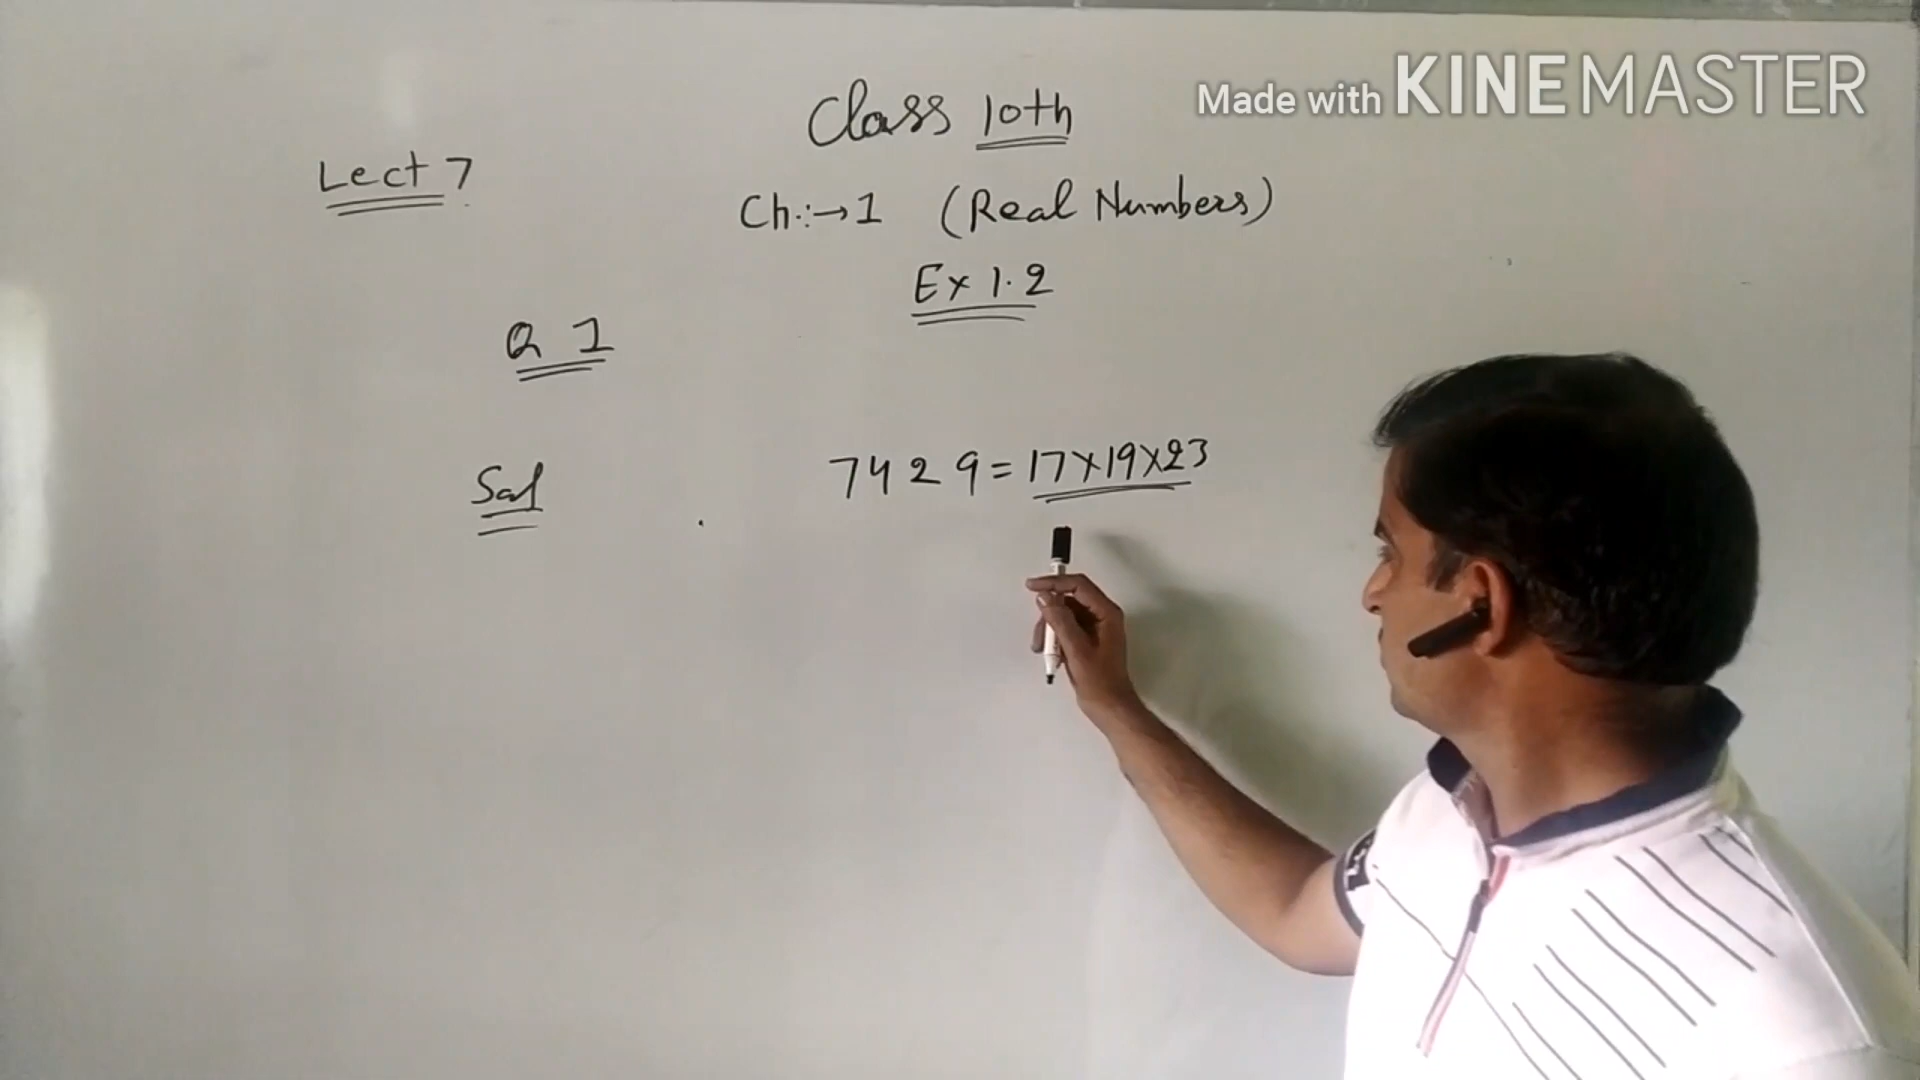 Made with KINEMASTER
Class 10th
Lect 7
Ch.:→1 (Real Numbers)
Ex 1.2
Q 1
Sol 7429=17×19×23